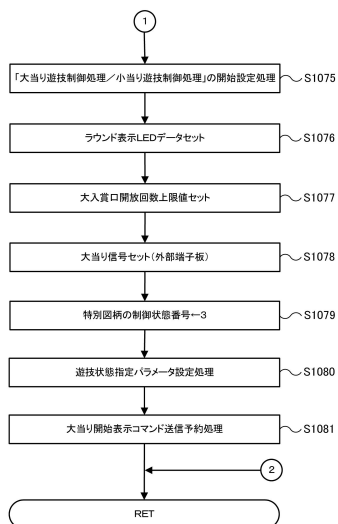 1
「大当り遊技制御処理／小当り遊技制御処理」の開始設定処理 S1075
ラウンド表示LEDデータセット S1076
大入賞口開放回数上限値セット S1077
大当り信号セット(外部端子板) S1078
特別図柄の制御状態番号←3 S1079
遊技状態指定パラメータ設定処理 S1080
大当り開始表示コマンド送信予約処理 S1081
2
RET